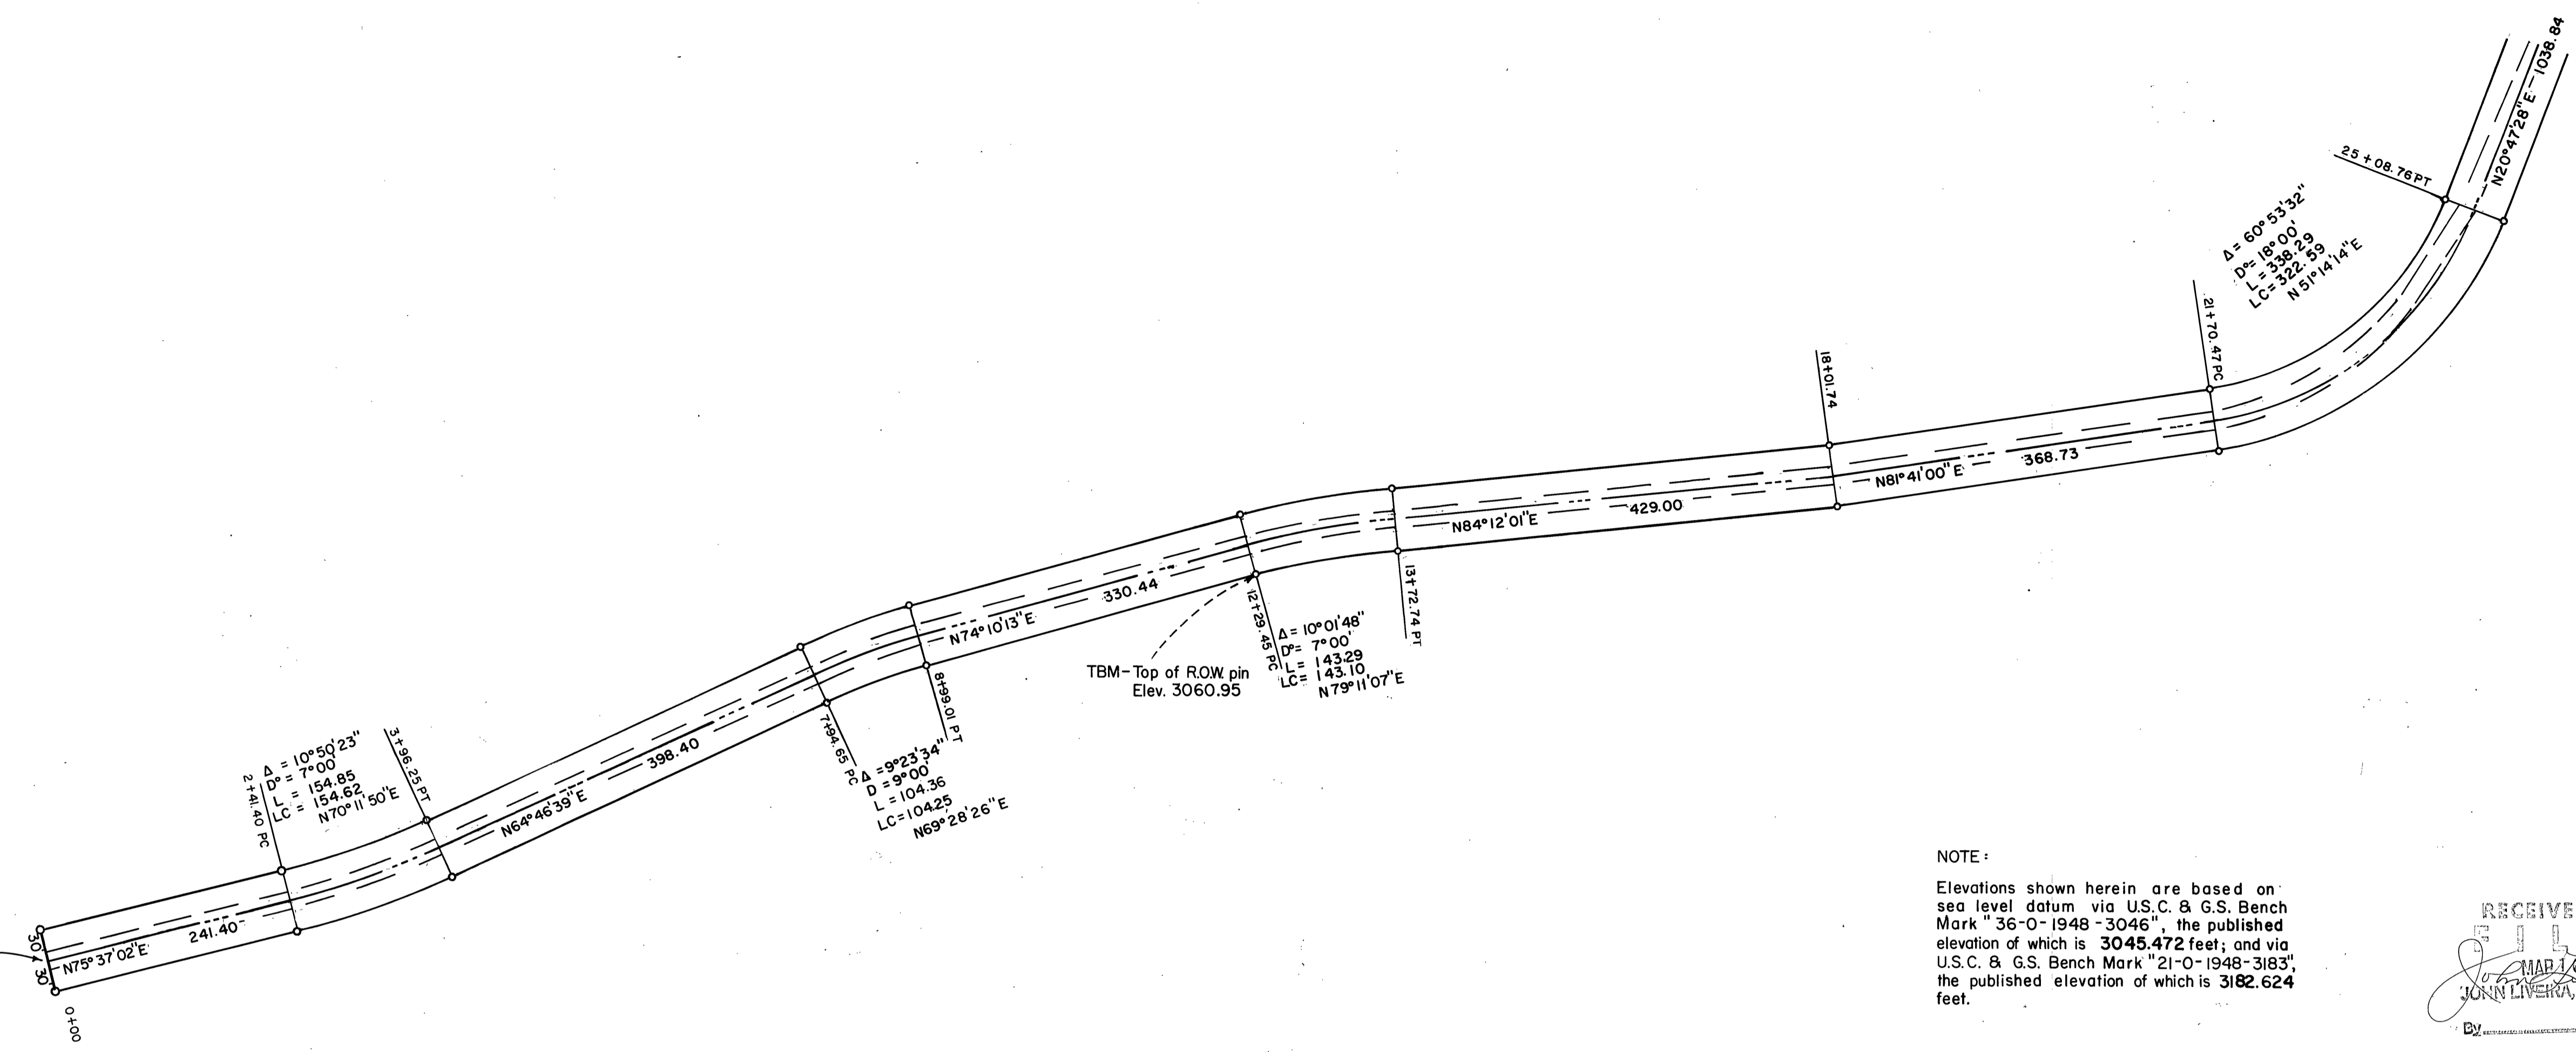 30'
30'
0+00
N75°37'02"E
241.40
2+41.40 PC
Δ = 10°50'23"
D° = 7°00'
L = 154.85
LC = 154.62
N70°11'50"E
3+96.25 PT
N64°46'39"E
398.40
7+94.65 PC
Δ = 9°23'34"
D = 9°00'
L = 104.36
LC = 104.25
N69°28'26"E
8+99.01 PT
N74°10'13"E
330.44
TBM-Top of R.O.W. pin
Elev. 3060.95
12+29.45 PC
Δ = 10°01'48"
D° = 7°00'
L = 143.29
LC = 143.10
N79°11'07"E
13+72.74 PT
N84°12'01"E
429.00
18+01.74
N81°41'00"E
368.73
21+70.47 PC
Δ = 60°53'32"
D° = 18°00'
L = 338.29
LC = 322.59
N51°14'14"E
25+08.76 PT
N20°47'28"E - 1038.84
NOTE:
Elevations shown herein are based on
sea level datum via U.S.C. & G.S. Bench
Mark "36-0-1948-3046", the published
elevation of which is 3045.472 feet; and via
U.S.C. & G.S. Bench Mark "21-0-1948-3183",
the published elevation of which is 3182.624
feet.
RECEIVE
F I L
MAR 1
JOHN LIVEIRA,
By